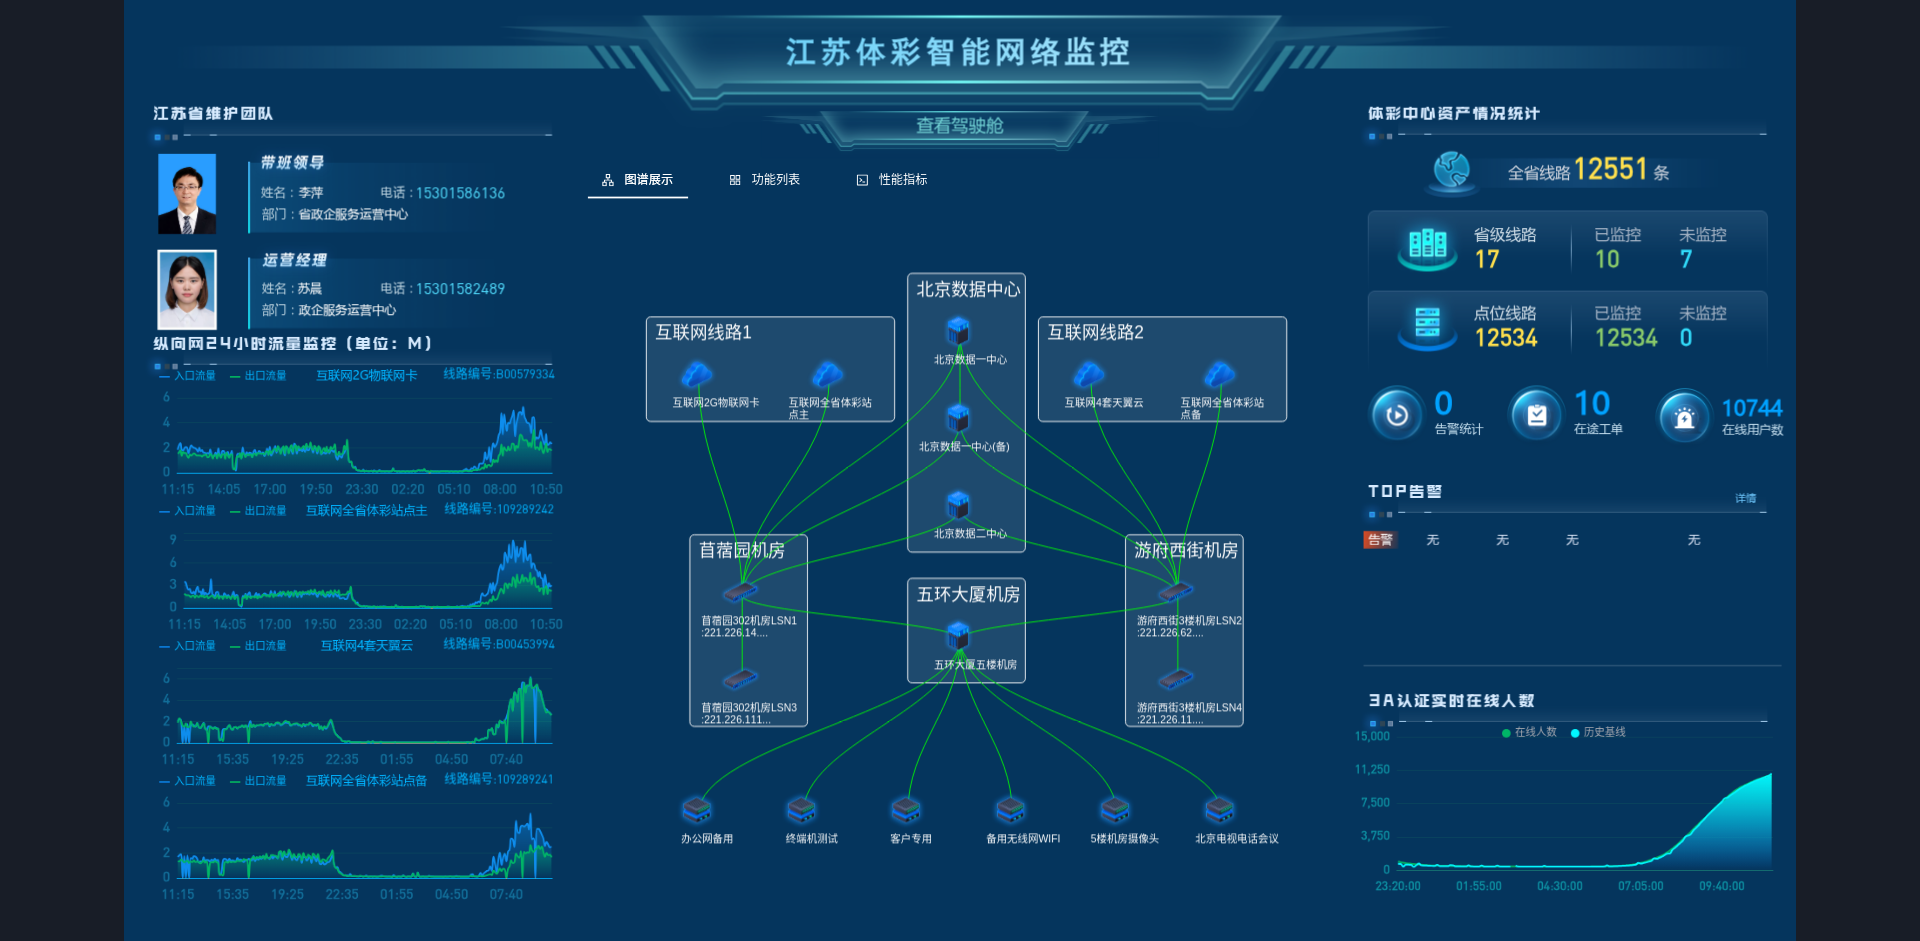 江苏体彩智能网络监控
查看驾驶舱
图谱展示 功能列表 性能指标
江苏省维护团队
带班领导
姓名：李萍 电话：15301586136
部门：省政企服务运营中心
运营经理
姓名：苏晨 电话：15301582489
部门：政企服务运营中心
纵向网24小时流量监控（单位：M）
入口流量 出口流量 互联网2G物联网卡 线路编号:B00579334
6
4
2
0
11:15 14:05 17:00 19:50 23:30 02:20 05:10 08:00 10:50
入口流量 出口流量 互联网全省体彩站点主 线路编号:109289242
9
6
3
0
11:15 14:05 17:00 19:50 23:30 02:20 05:10 08:00 10:50
入口流量 出口流量 互联网4套天翼云 线路编号:B00453994
6
4
2
0
11:15 15:35 19:25 22:35 01:55 04:50 07:40
入口流量 出口流量 互联网全省体彩站点备 线路编号:109289241
6
4
2
0
11:15 15:35 19:25 22:35 01:55 04:50 07:40
北京数据中心
北京数据一中心
北京数据一中心(备)
北京数据二中心
互联网线路1
互联网2G物联网卡
互联网全省体彩站
点主
互联网线路2
互联网4套天翼云
互联网全省体彩站
点备
苜蓿园机房
苜蓿园302机房LSN1
:221.226.14....
苜蓿园302机房LSN3
:221.226.111...
五环大厦机房
五环大厦五楼机房
游府西街机房
游府西街3楼机房LSN2
:221.226.62....
游府西街3楼机房LSN4
:221.226.11....
办公网备用 终端机测试 客户专用 备用无线网WIFI 5楼机房摄像头 北京电视电话会议
体彩中心资产情况统计
全省线路 12551 条
省级线路 已监控 未监控
17 10 7
点位线路 已监控 未监控
12534 12534 0
0 10 10744
告警统计 在途工单 在线用户数
TOP告警
详情
告警 无 无 无 无
3A认证实时在线人数
在线人数 历史基线
15,000
11,250
7,500
3,750
0
23:20:00 01:55:00 04:30:00 07:05:00 09:40:00